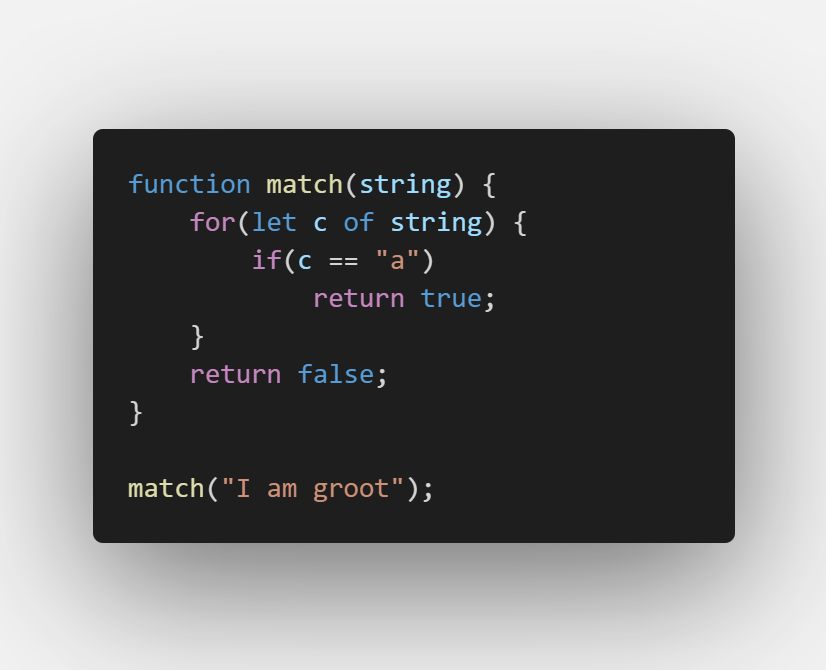 function match(string) {
    for(let c of string) {
        if(c == "a")
            return true;
    }
    return false;
}

match("I am groot");